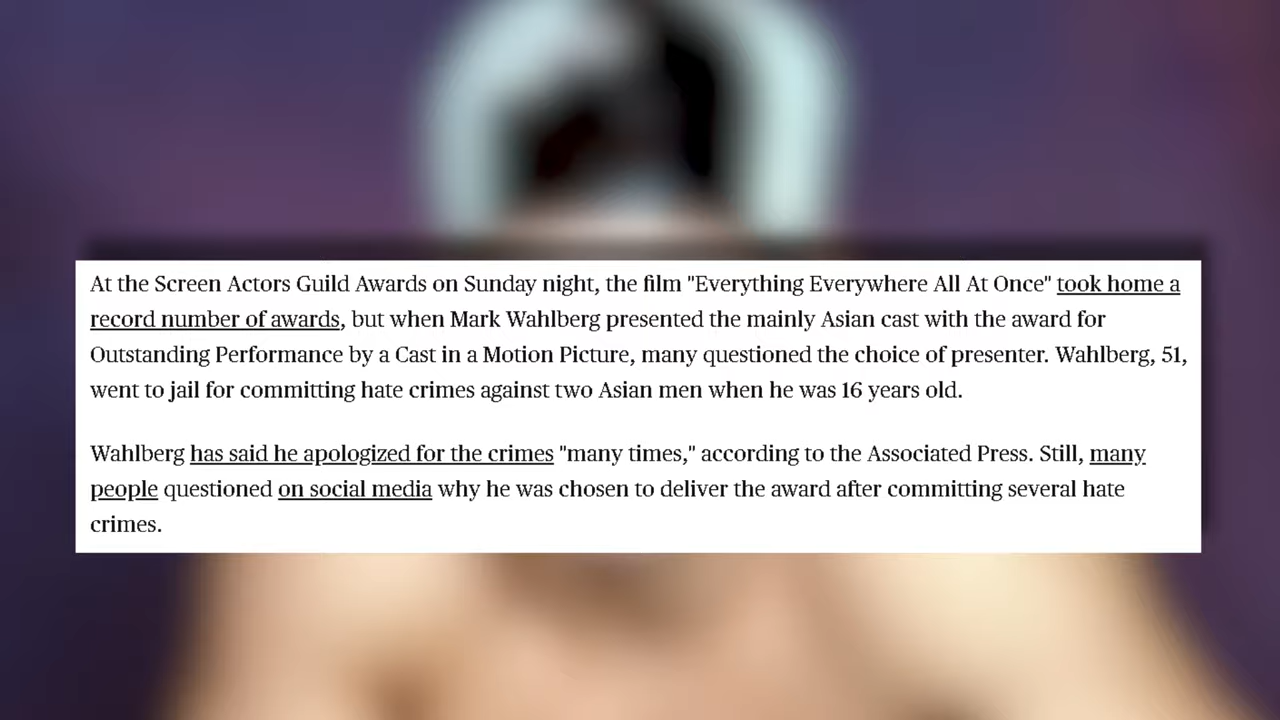 At the Screen Actors Guild Awards on Sunday night, the film "Everything Everywhere All At Once" took home a
record number of awards, but when Mark Wahlberg presented the mainly Asian cast with the award for
Outstanding Performance by a Cast in a Motion Picture, many questioned the choice of presenter. Wahlberg, 51,
went to jail for committing hate crimes against two Asian men when he was 16 years old.
Wahlberg has said he apologized for the crimes "many times," according to the Associated Press. Still, many
people questioned on social media why he was chosen to deliver the award after committing several hate
crimes.